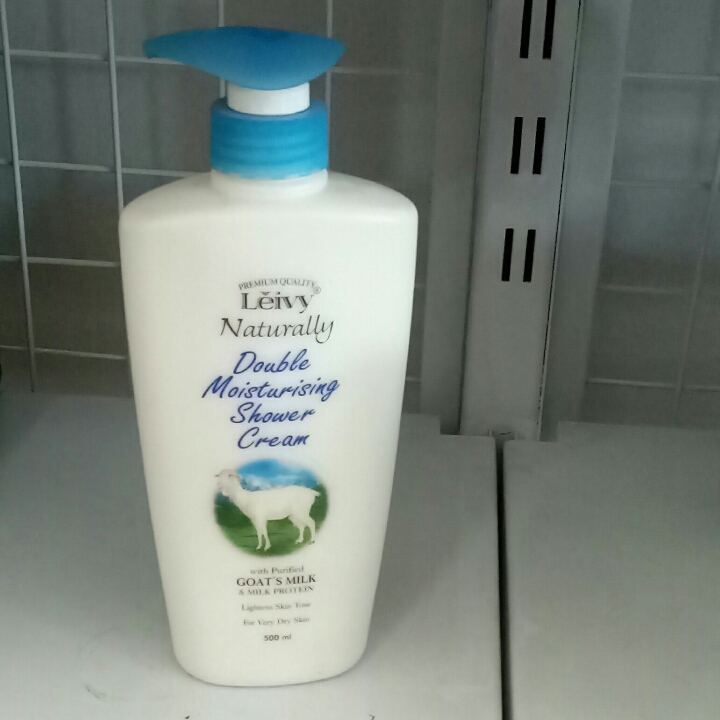 PREMIUM QUALITY®
Lěivy
Naturally
Double
Moisturising
Shower
Cream
with Purified
GOAT'S MILK
& MILK PROTEIN
Lightens Skin Tone
For Very Dry Skin
500 ml